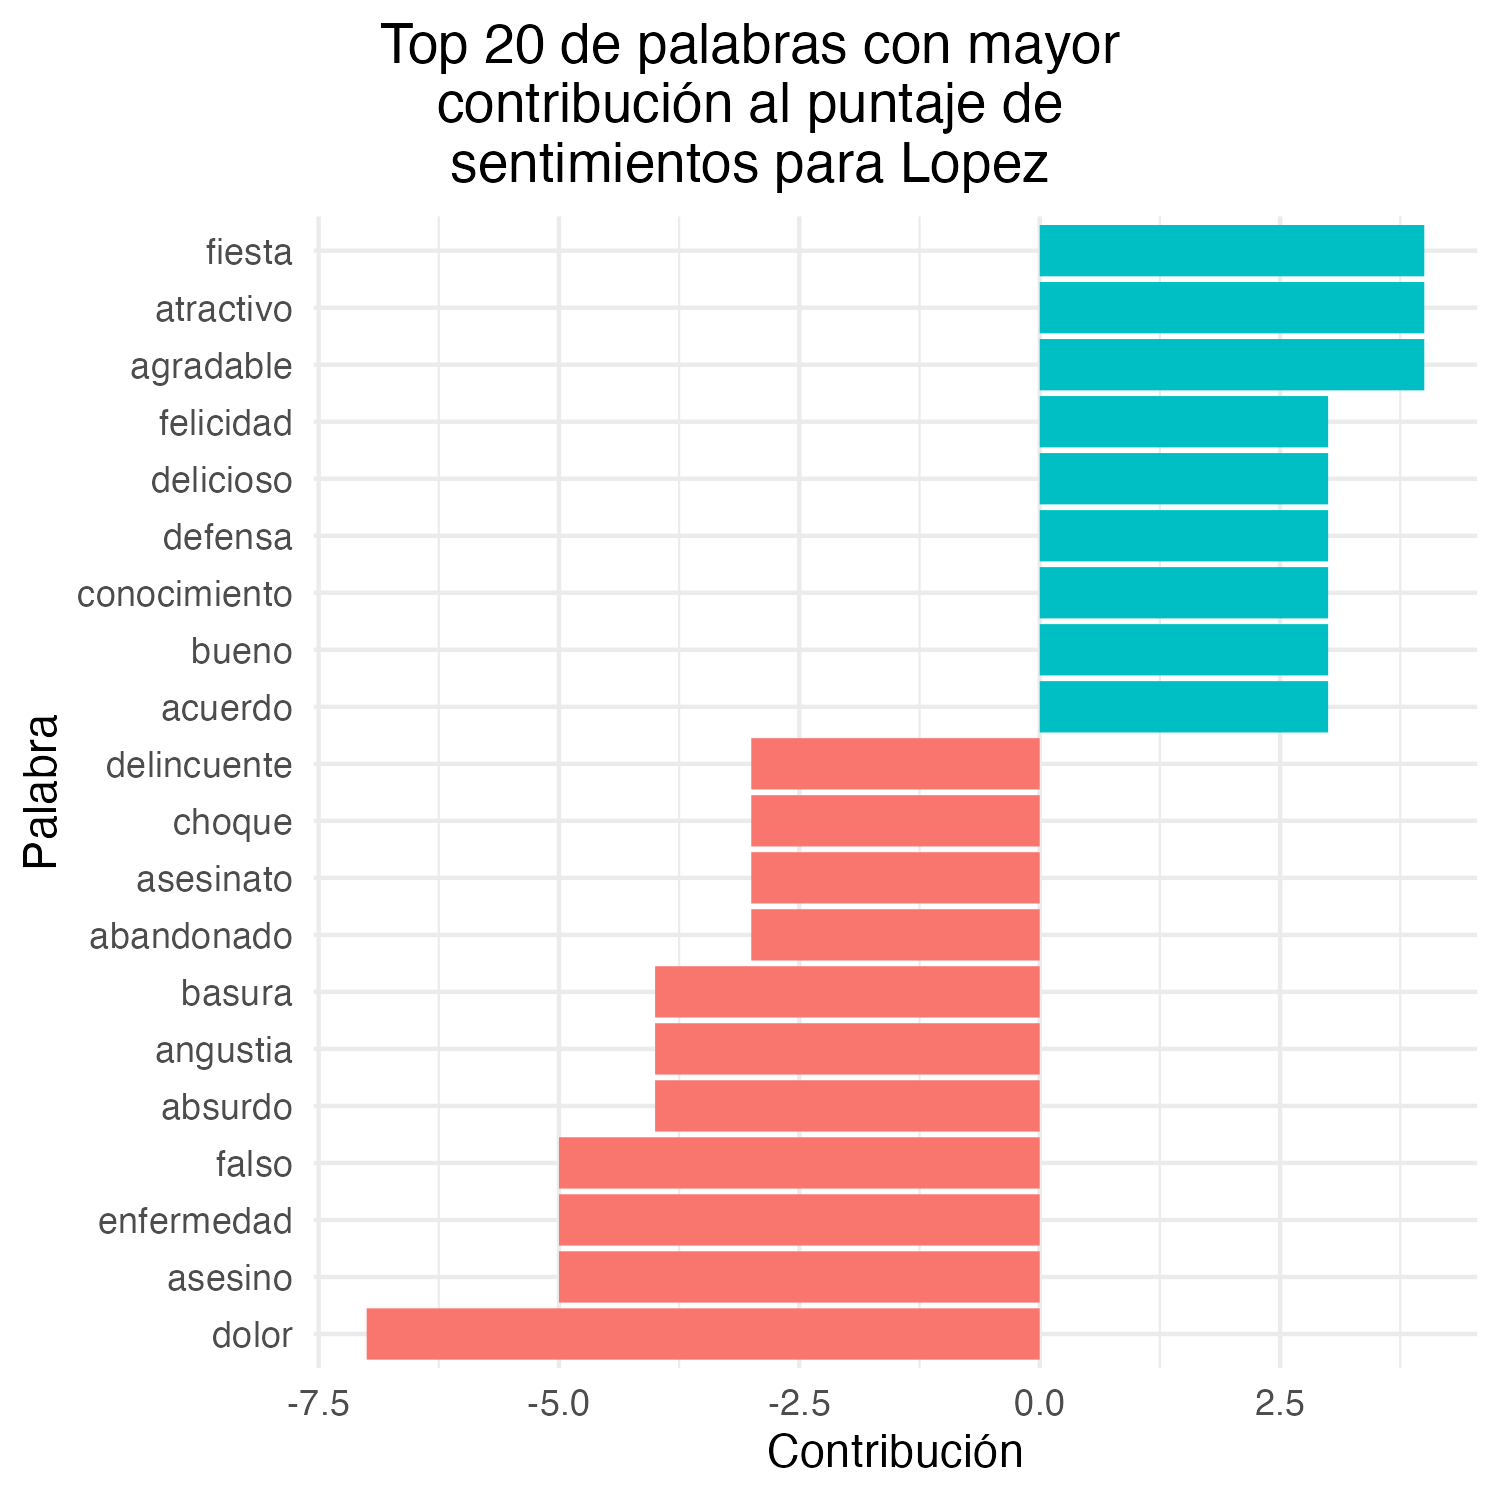 Top 20 de palabras con mayor
contribución al puntaje de
sentimientos para Lopez
fiesta
atractivo
agradable
felicidad
delicioso
defensa
conocimiento
bueno
acuerdo
delincuente
choque
asesinato
abandonado
basura
angustia
absurdo
falso
enfermedad
asesino
dolor
Palabra
-7.5 -5.0 -2.5 0.0 2.5
Contribución